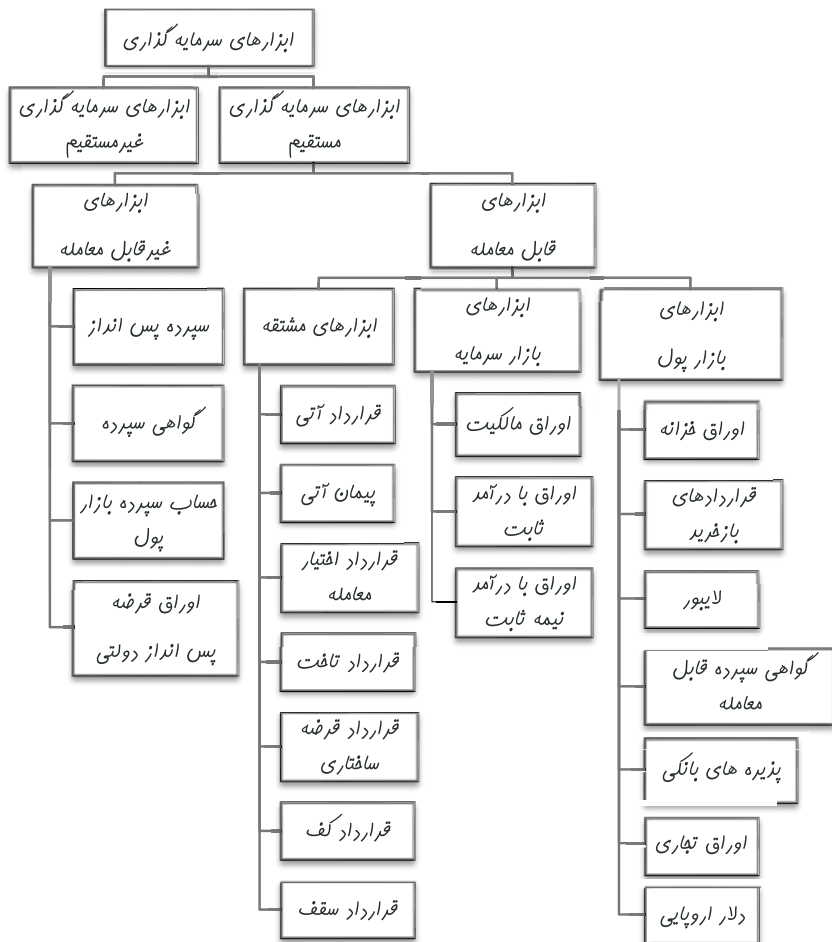 ابزارهای سرمایه گذاری
ابزارهای سرمایه گذاری
مستقیم
ابزارهای سرمایه گذاری
غیرمستقیم
ابزارهای
قابل معامله
ابزارهای
غیرقابل معامله
ابزارهای
بازار پول
اوراق خزانه
قراردادهای
بازخرید
لایبور
گواهی سپرده قابل
معامله
پزیره های بانکی
اوراق تجاری
دلار اروپایی
ابزارهای
بازار سرمایه
اوراق مالکیت
اوراق با درآمد
ثابت
اوراق با درآمد
نیمه ثابت
ابزارهای مشتقه
قرارداد آتی
پیمان آتی
قرارداد اختیار
معامله
قرارداد تاخت
قرارداد قرضه
ساختاری
قرارداد کف
قرارداد سقف
سپرده پس انداز
گواهی سپرده
حساب سپرده بازار
پول
اوراق قرضه
پس انداز دولتی